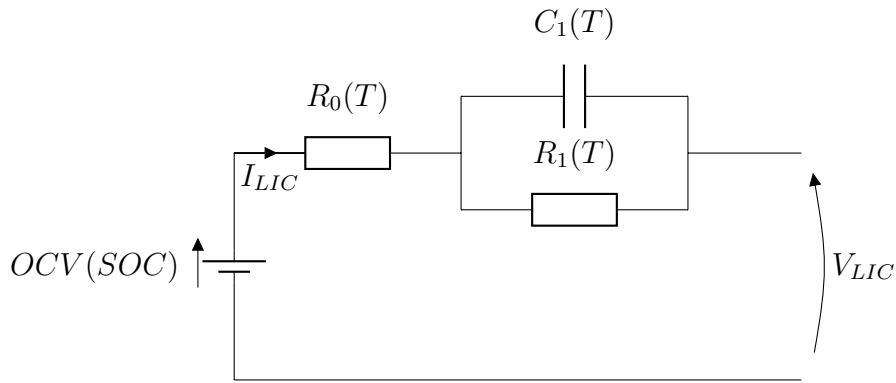 C_1(T)
R_0(T)
R_1(T)
I_{LIC}
OCV(SOC)
V_{LIC}